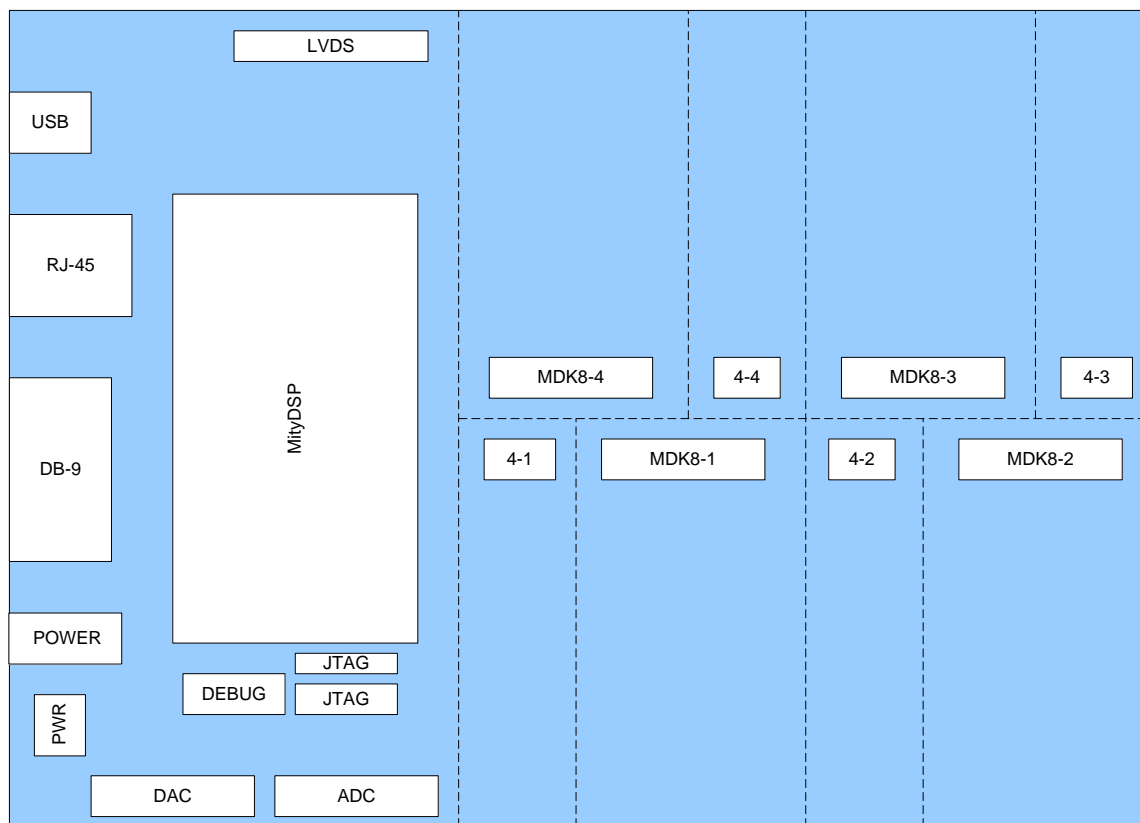 LVDS
USB
RJ-45
MityDSP
MDK8-4
4-4
MDK8-3
4-3
DB-9
4-1
MDK8-1
4-2
MDK8-2
POWER
JTAG
DEBUG
JTAG
PWR
DAC
ADC